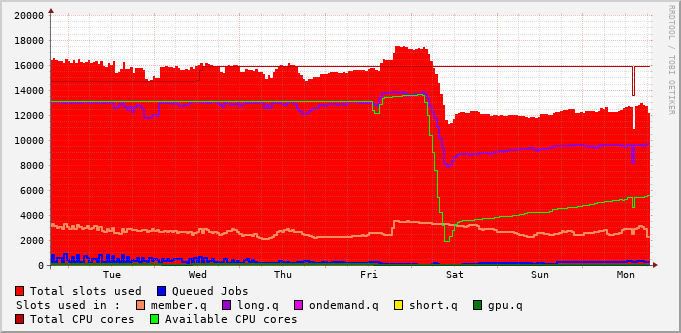 20000
18000
16000
14000
12000
10000
8000
6000
4000
2000
0
Tue Wed Thu Fri Sat Sun Mon
RRDTOOL / TOBI OETIKER
Total slots used Queued Jobs
Slots used in : member.q long.q ondemand.q short.q gpu.q
Total CPU cores Available CPU cores